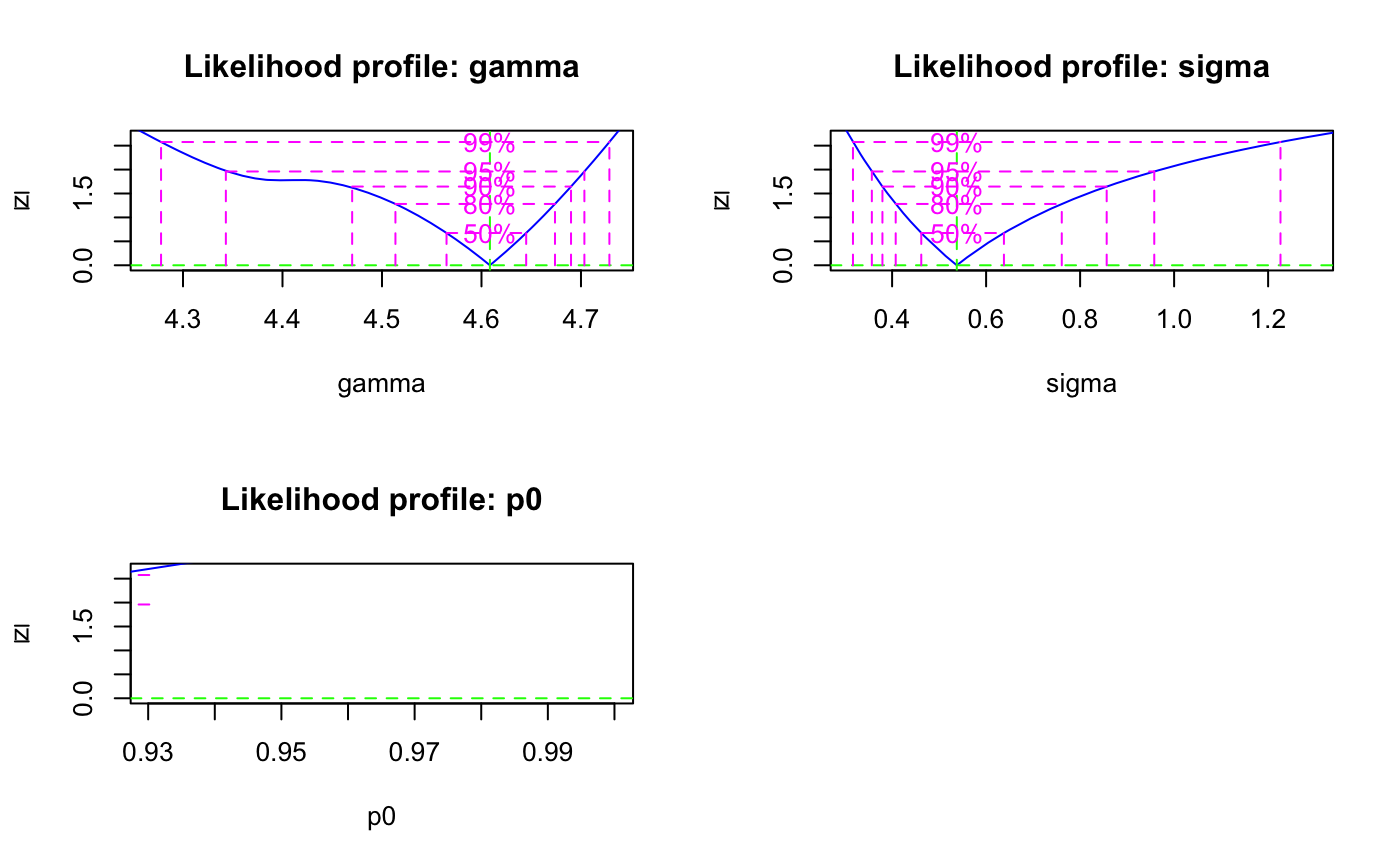 Likelihood profile: gamma
|z|
0.0 1.5
99%
95%
90%
80%
50%
4.3 4.4 4.5 4.6 4.7
gamma
Likelihood profile: sigma
|z|
0.0 1.5
99%
95%
90%
80%
50%
0.4 0.6 0.8 1.0 1.2
sigma
Likelihood profile: p0
|z|
0.0 1.5
0.93 0.95 0.97 0.99
p0